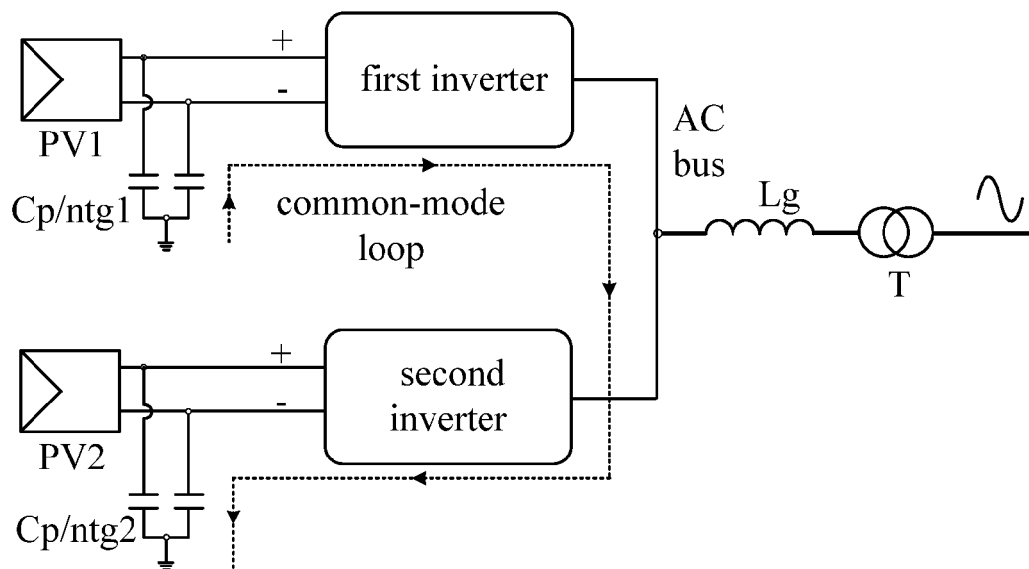 +
first inverter
-
PV1
AC
bus
Cp/ntg1
common-mode
loop
Lg
T
+
second
inverter
-
PV2
Cp/ntg2